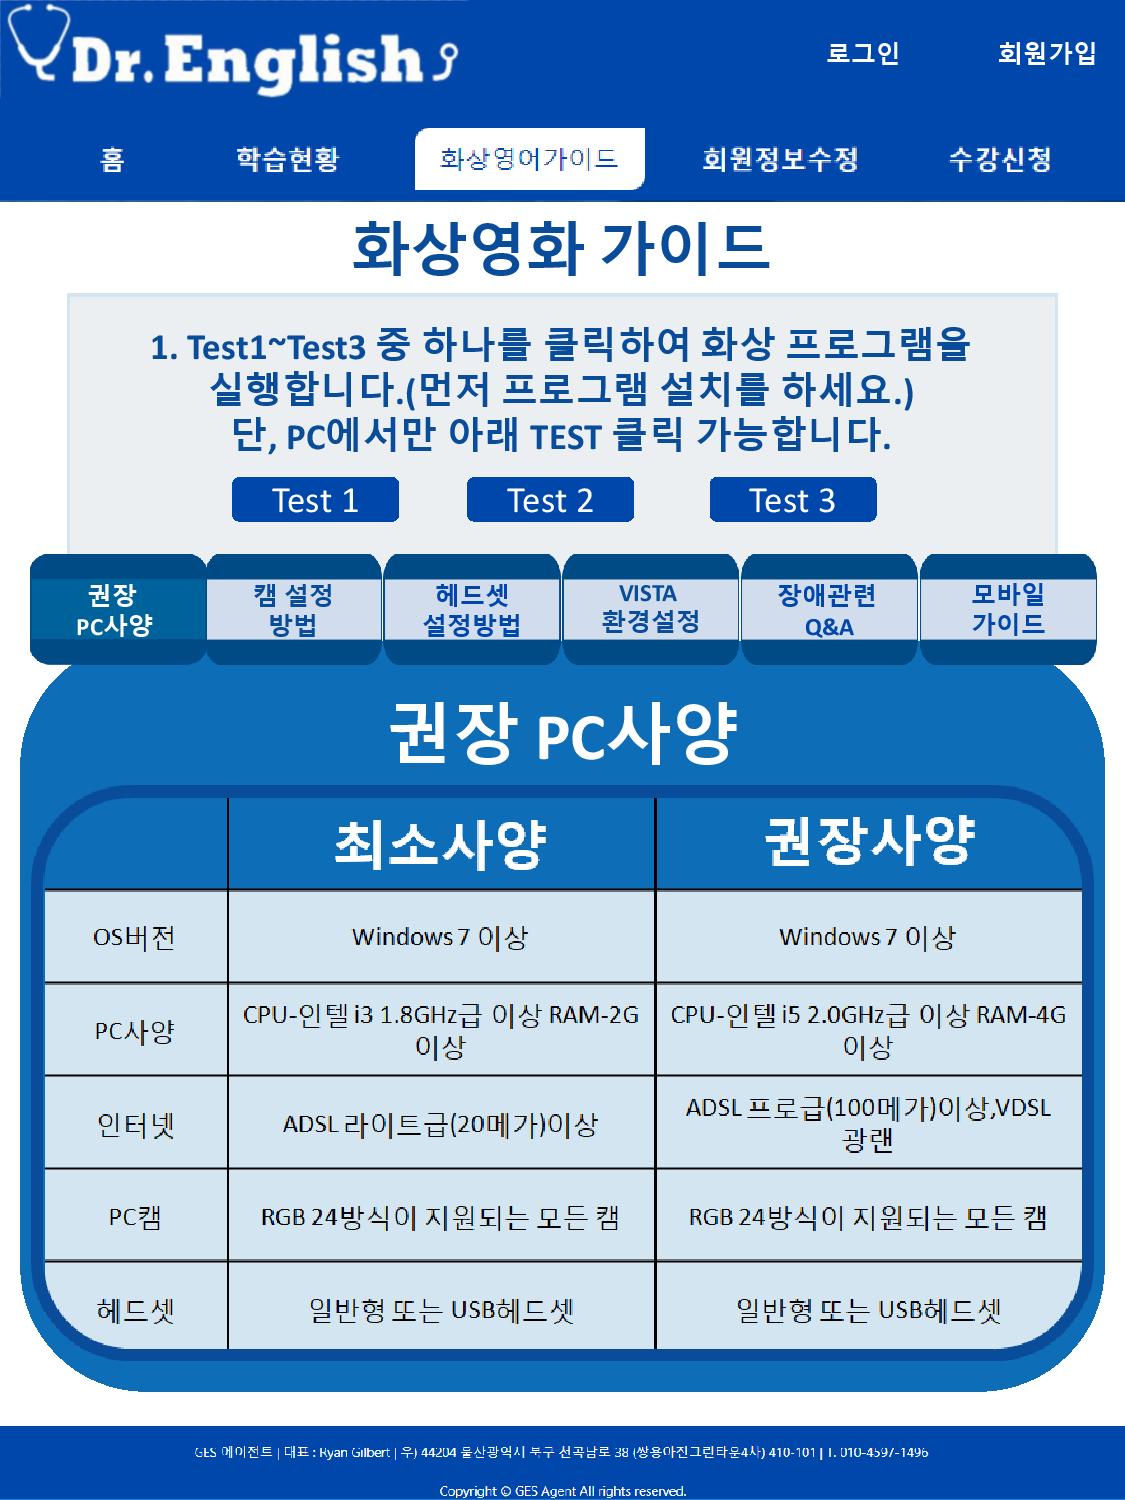 Dr. English
로그인
회원가입
홈
학습현황
화상영어가이드
회원정보수정
수강신청
화상영화 가이드
1. Test1~Test3 중 하나를 클릭하여 화상 프로그램을
실행합니다.(먼저 프로그램 설치를 하세요.)
단, PC에서만 아래 TEST 클릭 가능합니다.
Test 1
Test 2
Test 3
권장
PC사양
캠 설정
방법
헤드셋
설정방법
VISTA
환경설정
장애관련
Q&A
모바일
가이드
권장 PC사양
최소사양
권장사양
OS버전
Windows 7 이상
Windows 7 이상
PC사양
CPU-인텔 i3 1.8GHz급 이상 RAM-2G
이상
CPU-인텔 i5 2.0GHz급 이상 RAM-4G
이상
인터넷
ADSL 라이트급(20메가)이상
ADSL 프로급(100메가)이상,VDSL
광랜
PC캠
RGB 24방식이 지원되는 모든 캠
RGB 24방식이 지원되는 모든 캠
헤드셋
일반형 또는 USB헤드셋
일반형 또는 USB헤드셋
GES 에이전트 | 대표 : Ryan Gilbert | 우) 44204 울산광역시 북구 천곡남로 38 (쌍용아진그린타운4차) 410-101 | T. 010-4597-1496
Copyright © GES Agent All rights reserved.